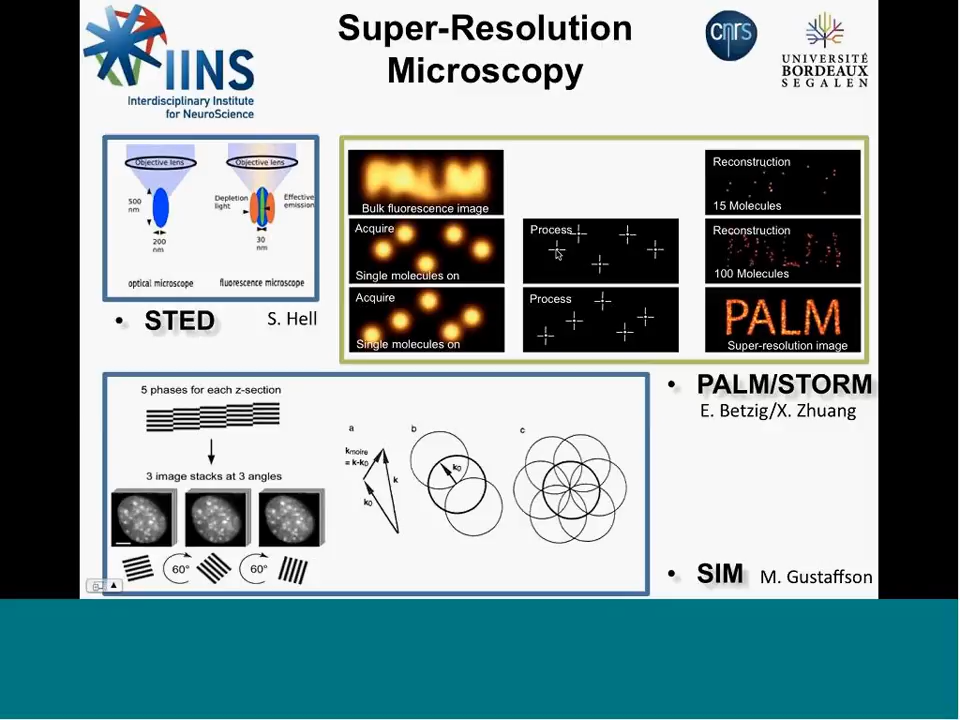 Super-Resolution
Microscopy
IINS
Interdisciplinary Institute
for NeuroScience
cnrs
UNIVERSITÉ
BORDEAUX
SEGALEN
Objective lens
Objective lens
500
nm
200
nm
Depletion
light
Effective
emission
30
nm
optical microscope
fluorescence microscope
• STED
S. Hell
Bulk fluorescence image
Acquire
Single molecules on
Acquire
Single molecules on
Process
Process
Reconstruction
15 Molecules
Reconstruction
100 Molecules
PALM
Super-resolution image
• PALM/STORM
E. Betzig/X. Zhuang
5 phases for each z-section
3 image stacks at 3 angles
60°
60°
a
kmoire
= k-k0
k
k0
b
k0
c
• SIM
M. Gustaffson